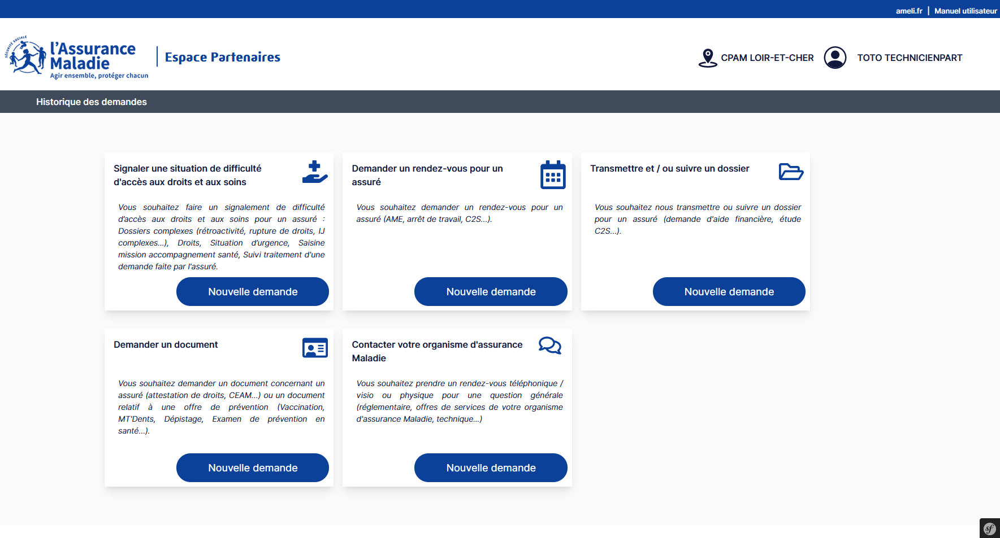 ameli.fr | Manuel utilisateur
SÉCURITÉ SOCIALE
l'Assurance
Maladie
Agir ensemble, protéger chacun
Espace Partenaires
CPAM LOIR-ET-CHER
TOTO TECHNICIENPART
Historique des demandes
Signaler une situation de difficulté
d'accès aux droits et aux soins
Vous souhaitez faire un signalement de difficulté
d'accès aux droits et aux soins pour un assuré :
Dossiers complexes (rétroactivité, rupture de droits, IJ
complexes...), Droits, Situation d'urgence, Saisine
mission accompagnement santé, Suivi traitement d'une
demande faite par l'assuré.
Nouvelle demande
Demander un rendez-vous pour un
assuré
Vous souhaitez demander un rendez-vous pour un
assuré (AME, arrêt de travail, C2S...).
Nouvelle demande
Transmettre et / ou suivre un dossier
Vous souhaitez nous transmettre ou suivre un dossier
pour un assuré (demande d'aide financière, étude
C2S...).
Nouvelle demande
Demander un document
Vous souhaitez demander un document concernant un
assuré (attestation de droits, CEAM...) ou un document
relatif à une offre de prévention (Vaccination,
MT'Dents, Dépistage, Examen de prévention en
santé...).
Nouvelle demande
Contacter votre organisme d'assurance
Maladie
Vous souhaitez prendre un rendez-vous téléphonique /
visio ou physique pour une question générale
(réglementaire, offres de services de votre organisme
d'assurance Maladie, technique...)
Nouvelle demande
sf